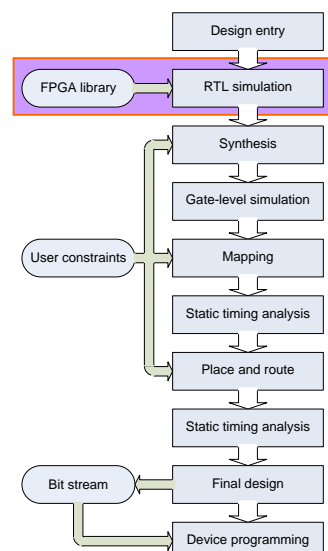 Design entry
FPGA library
RTL simulation
Synthesis
Gate-level simulation
User constraints
Mapping
Static timing analysis
Place and route
Static timing analysis
Bit stream
Final design
Device programming